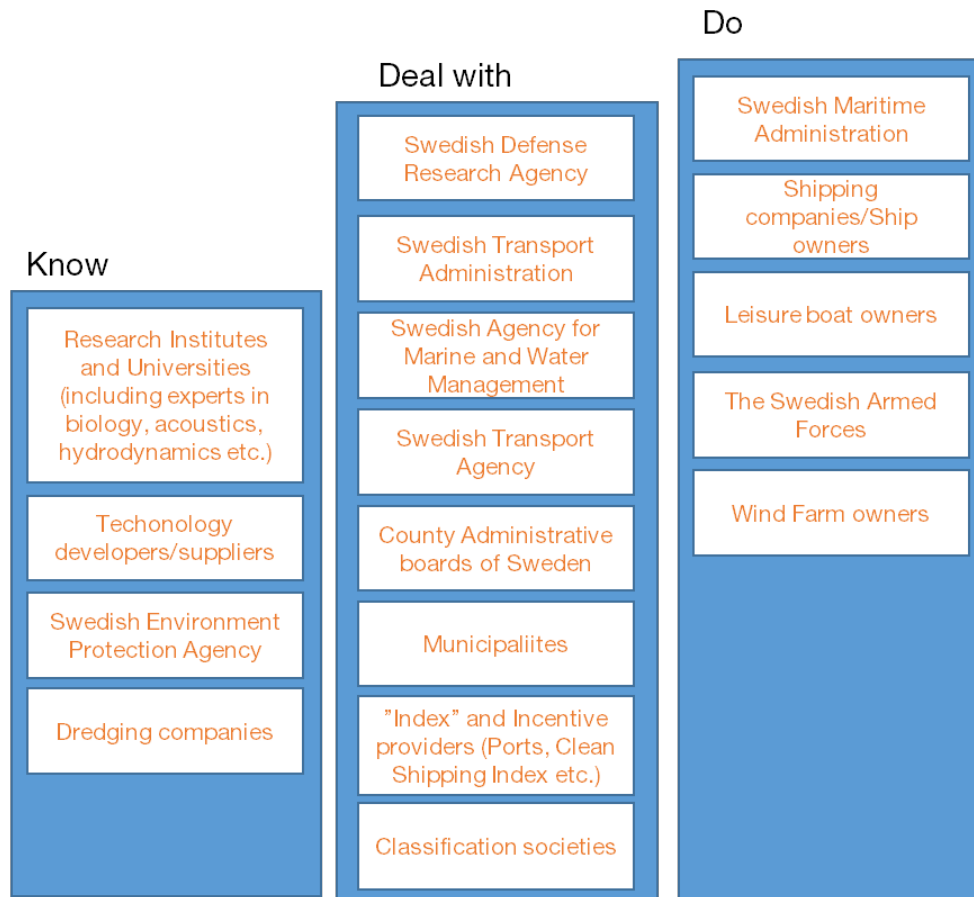 Know
Research Institutes
and Universities
(including experts in
biology, acoustics,
hydrodynamics etc.)
Techonology
developers/suppliers
Swedish Environment
Protection Agency
Dredging companies
Deal with
Swedish Defense
Research Agency
Swedish Transport
Administration
Swedish Agency for
Marine and Water
Management
Swedish Transport
Agency
County Administrative
boards of Sweden
Municipaliites
”Index” and Incentive
providers (Ports, Clean
Shipping Index etc.)
Classification societies
Do
Swedish Maritime
Administration
Shipping
companies/Ship
owners
Leisure boat owners
The Swedish Armed
Forces
Wind Farm owners